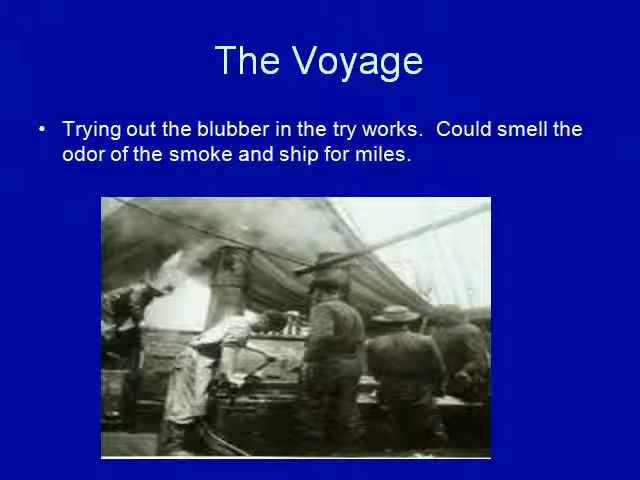 The Voyage
• Trying out the blubber in the try works.  Could smell the
odor of the smoke and ship for miles.